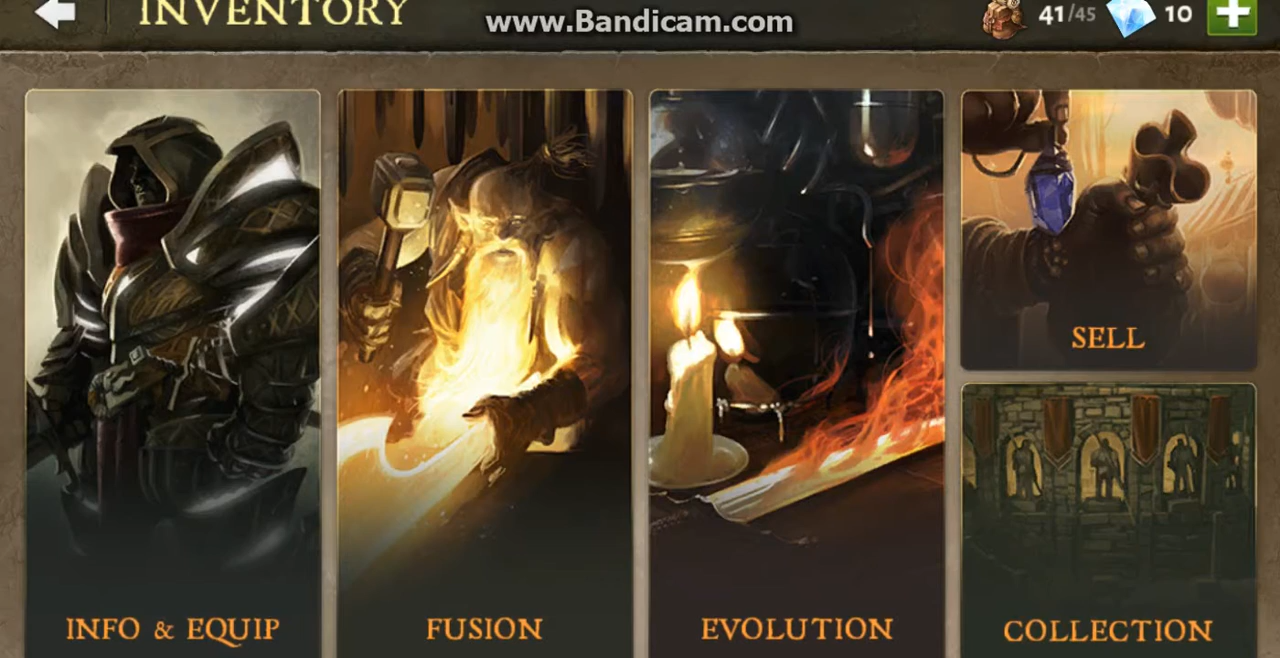 INVENTORY
www.Bandicam.com
41/45
10
INFO & EQUIP
FUSION
EVOLUTION
SELL
COLLECTION